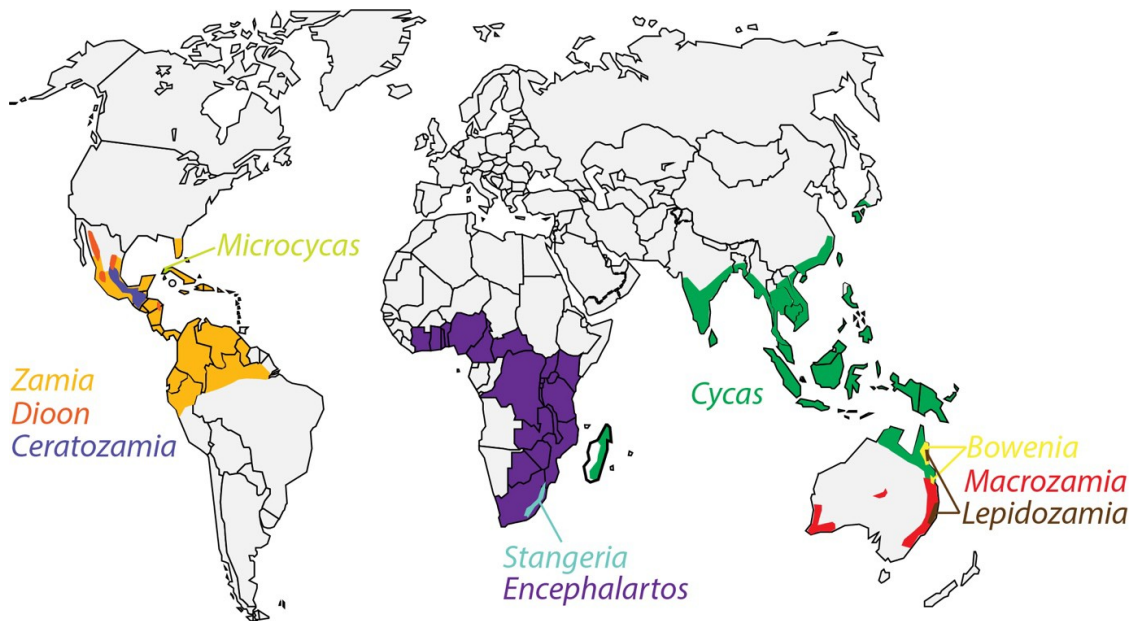 Microcycas
Zamia
Dioon
Ceratozamia
Cycas
Bowenia
Macrozamia
Lepidozamia
Stangeria
Encephalartos